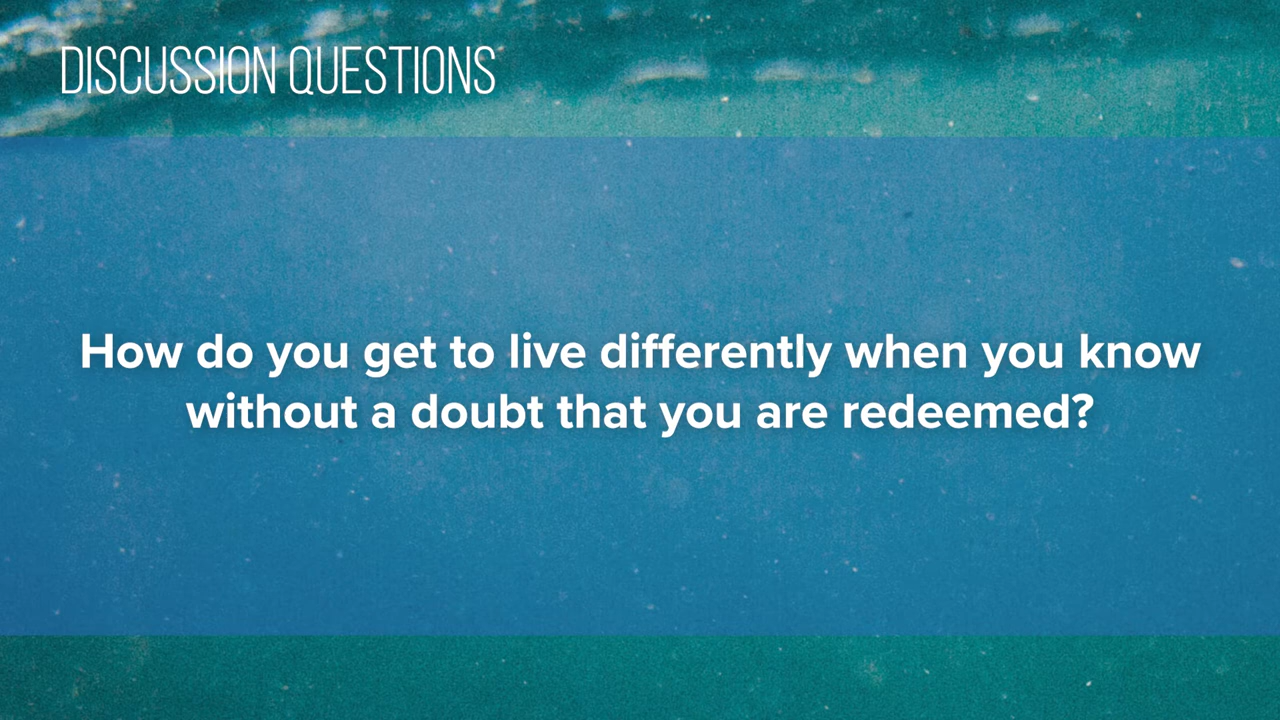 DISCUSSION QUESTIONS
How do you get to live differently when you know
without a doubt that you are redeemed?